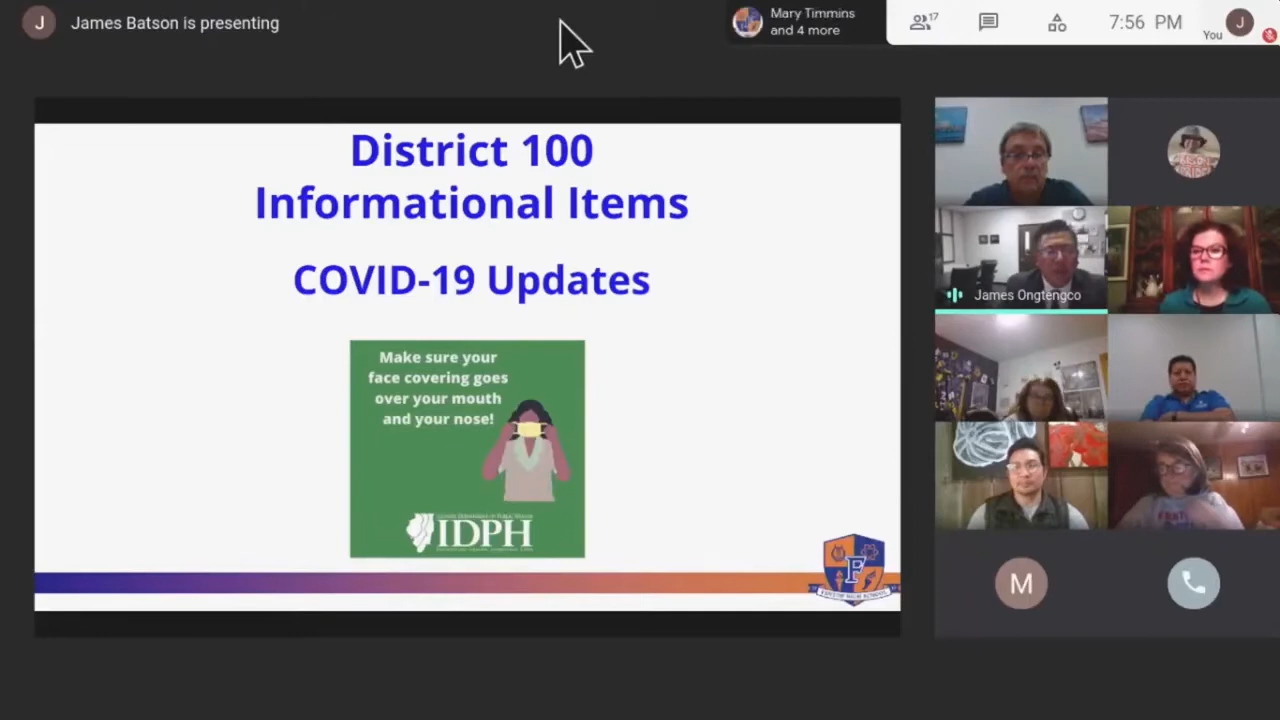 J
James Batson is presenting
Mary Timmins
and 4 more
17
7:56 PM
You
J
District 100
Informational Items
COVID-19 Updates
Make sure your
face covering goes
over your mouth
and your nose!
IDPH
F
James Ongtengco
M